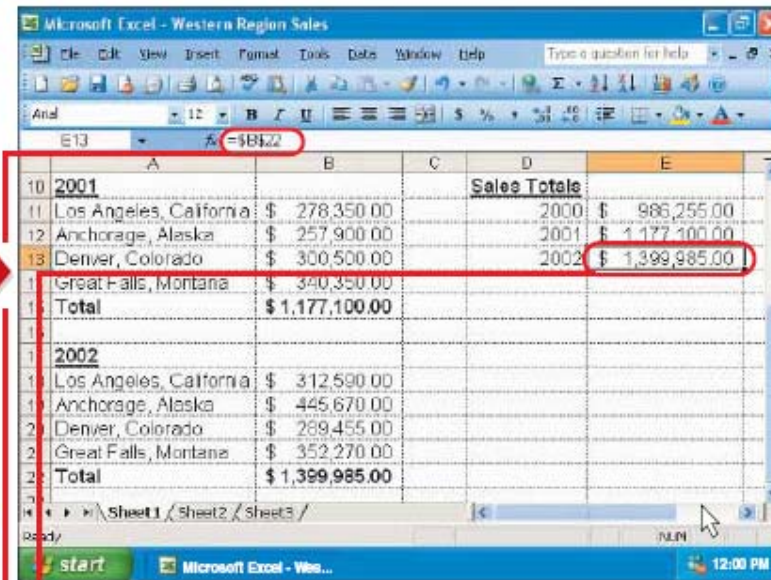 Microsoft Excel - Western Region Sales
File Edit View Insert Format Tools Data Window Help Type a question for help
Arial 12 B I U $ %
E13 fx =$B$22
A B C D E
10 2001 Sales Totals
11 Los Angeles, California $ 278,350.00 2000 $ 986,255.00
12 Anchorage, Alaska $ 257,900.00 2001 $ 1,177,100.00
13 Denver, Colorado $ 300,500.00 2002 $ 1,399,985.00
Great Falls, Montana $ 340,350.00
Total $ 1,177,100.00
2002
Los Angeles, California $ 312,590.00
Anchorage, Alaska $ 445,670.00
Denver, Colorado $ 289,455.00
Great Falls, Montana $ 352,270.00
Total $ 1,399,985.00
Sheet1 / Sheet2 / Sheet3 /
Ready NUM
start Microsoft Excel - Wes... 12:00 PM